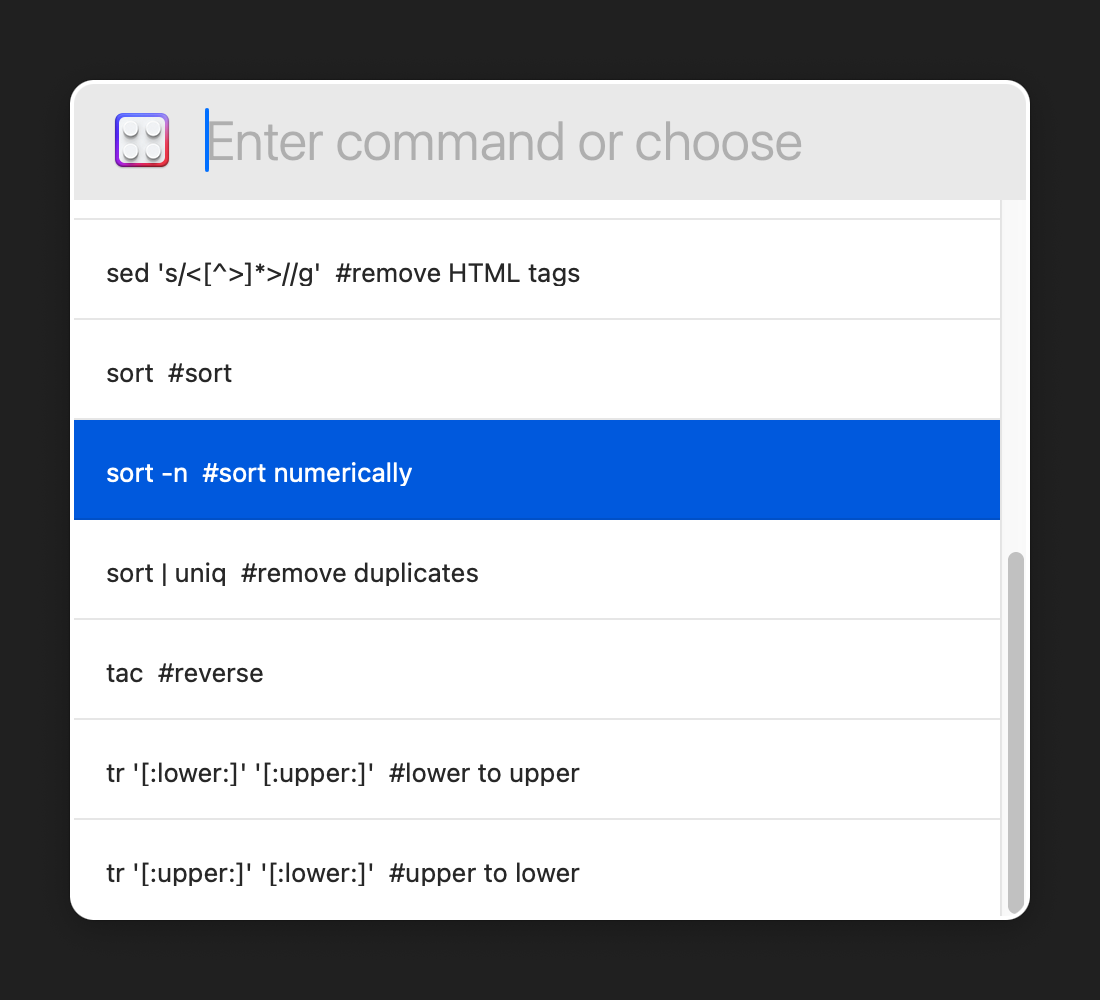 Enter command or choose
sed 's/<[^>]*>//g'  #remove HTML tags
sort  #sort
sort -n  #sort numerically
sort | uniq  #remove duplicates
tac  #reverse
tr '[:lower:]' '[:upper:]'  #lower to upper
tr '[:upper:]' '[:lower:]'  #upper to lower